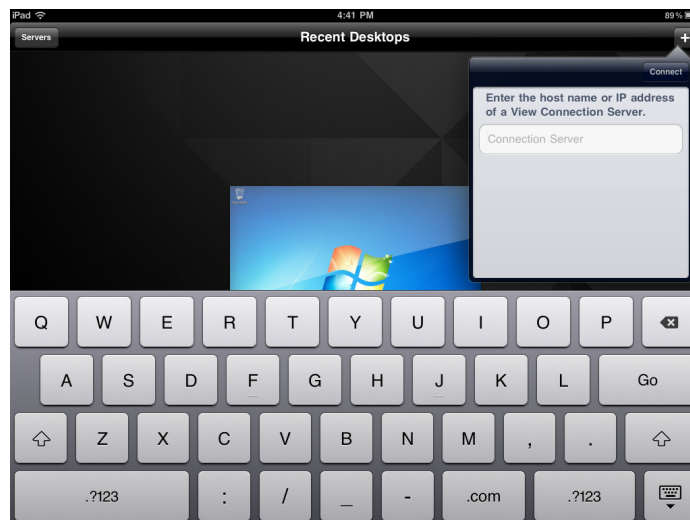 iPad 4:41 PM 89%
Servers Recent Desktops +
Connect
Enter the host name or IP address
of a View Connection Server.
Connection Server
Q W E R T Y U I O P
A S D F G H J K L Go
Z X C V B N M , .
.?123 : / _ - .com .?123